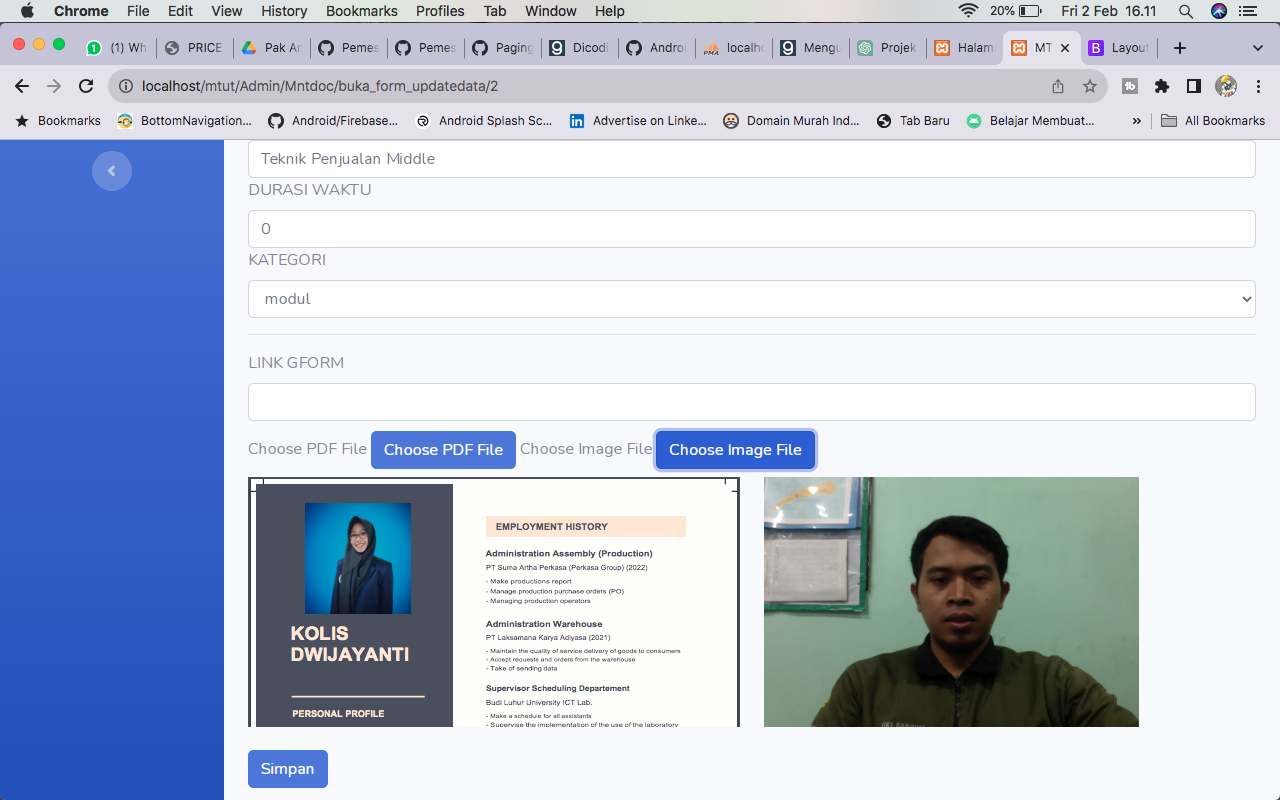 Chrome File Edit View History Bookmarks Profiles Tab Window Help 20% Fri 2 Feb 16.11
1 (1) Wh PRICE Pak Ar Pemes Pemes Paging Dicodi Androi localho Mengu Projek Halam MT Layout
localhost/mtut/Admin/Mntdoc/buka_form_updatedata/2
Bookmarks BottomNavigation... Android/Firebase... Android Splash Sc... Advertise on Linke... Domain Murah Ind... Tab Baru Belajar Membuat... » All Bookmarks
Teknik Penjualan Middle
DURASI WAKTU
0
KATEGORI
modul
LINK GFORM
Choose PDF File Choose PDF File Choose Image File Choose Image File
KOLIS
DWIJAYANTI
PERSONAL PROFILE
EMPLOYMENT HISTORY
Administration Assembly (Production)
PT Suma Artha Perkasa (Perkasa Group) (2022)
- Make productions report
- Manage production purchase orders (PO)
- Managing production operators
Administration Warehouse
PT Laksamana Karya Adiyasa (2021)
- Maintain the quality of service delivery of goods to consumers
- Accept requests and orders from the warehouse
- Take of sending data
Supervisor Scheduling Departement
Budi Luhur University ICT Lab.
- Make a schedule for all assistants
- Supervise the implementation of the use of the laboratory
Simpan